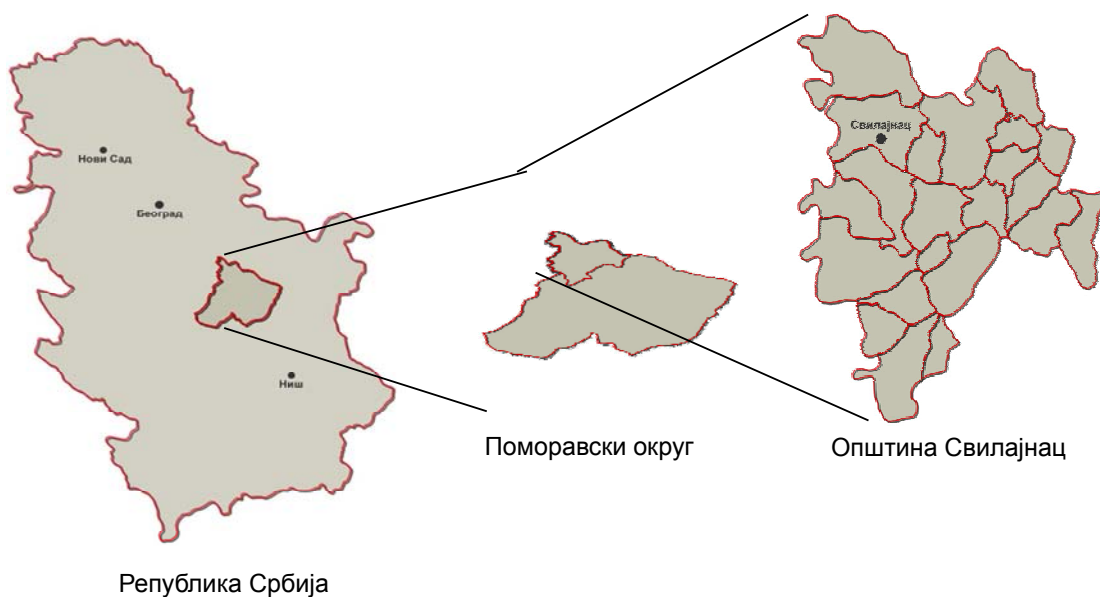 Свилајнац
Нови Сад
Београд
Ниш
Поморавски округ
Општина Свилајнац
Република Србија